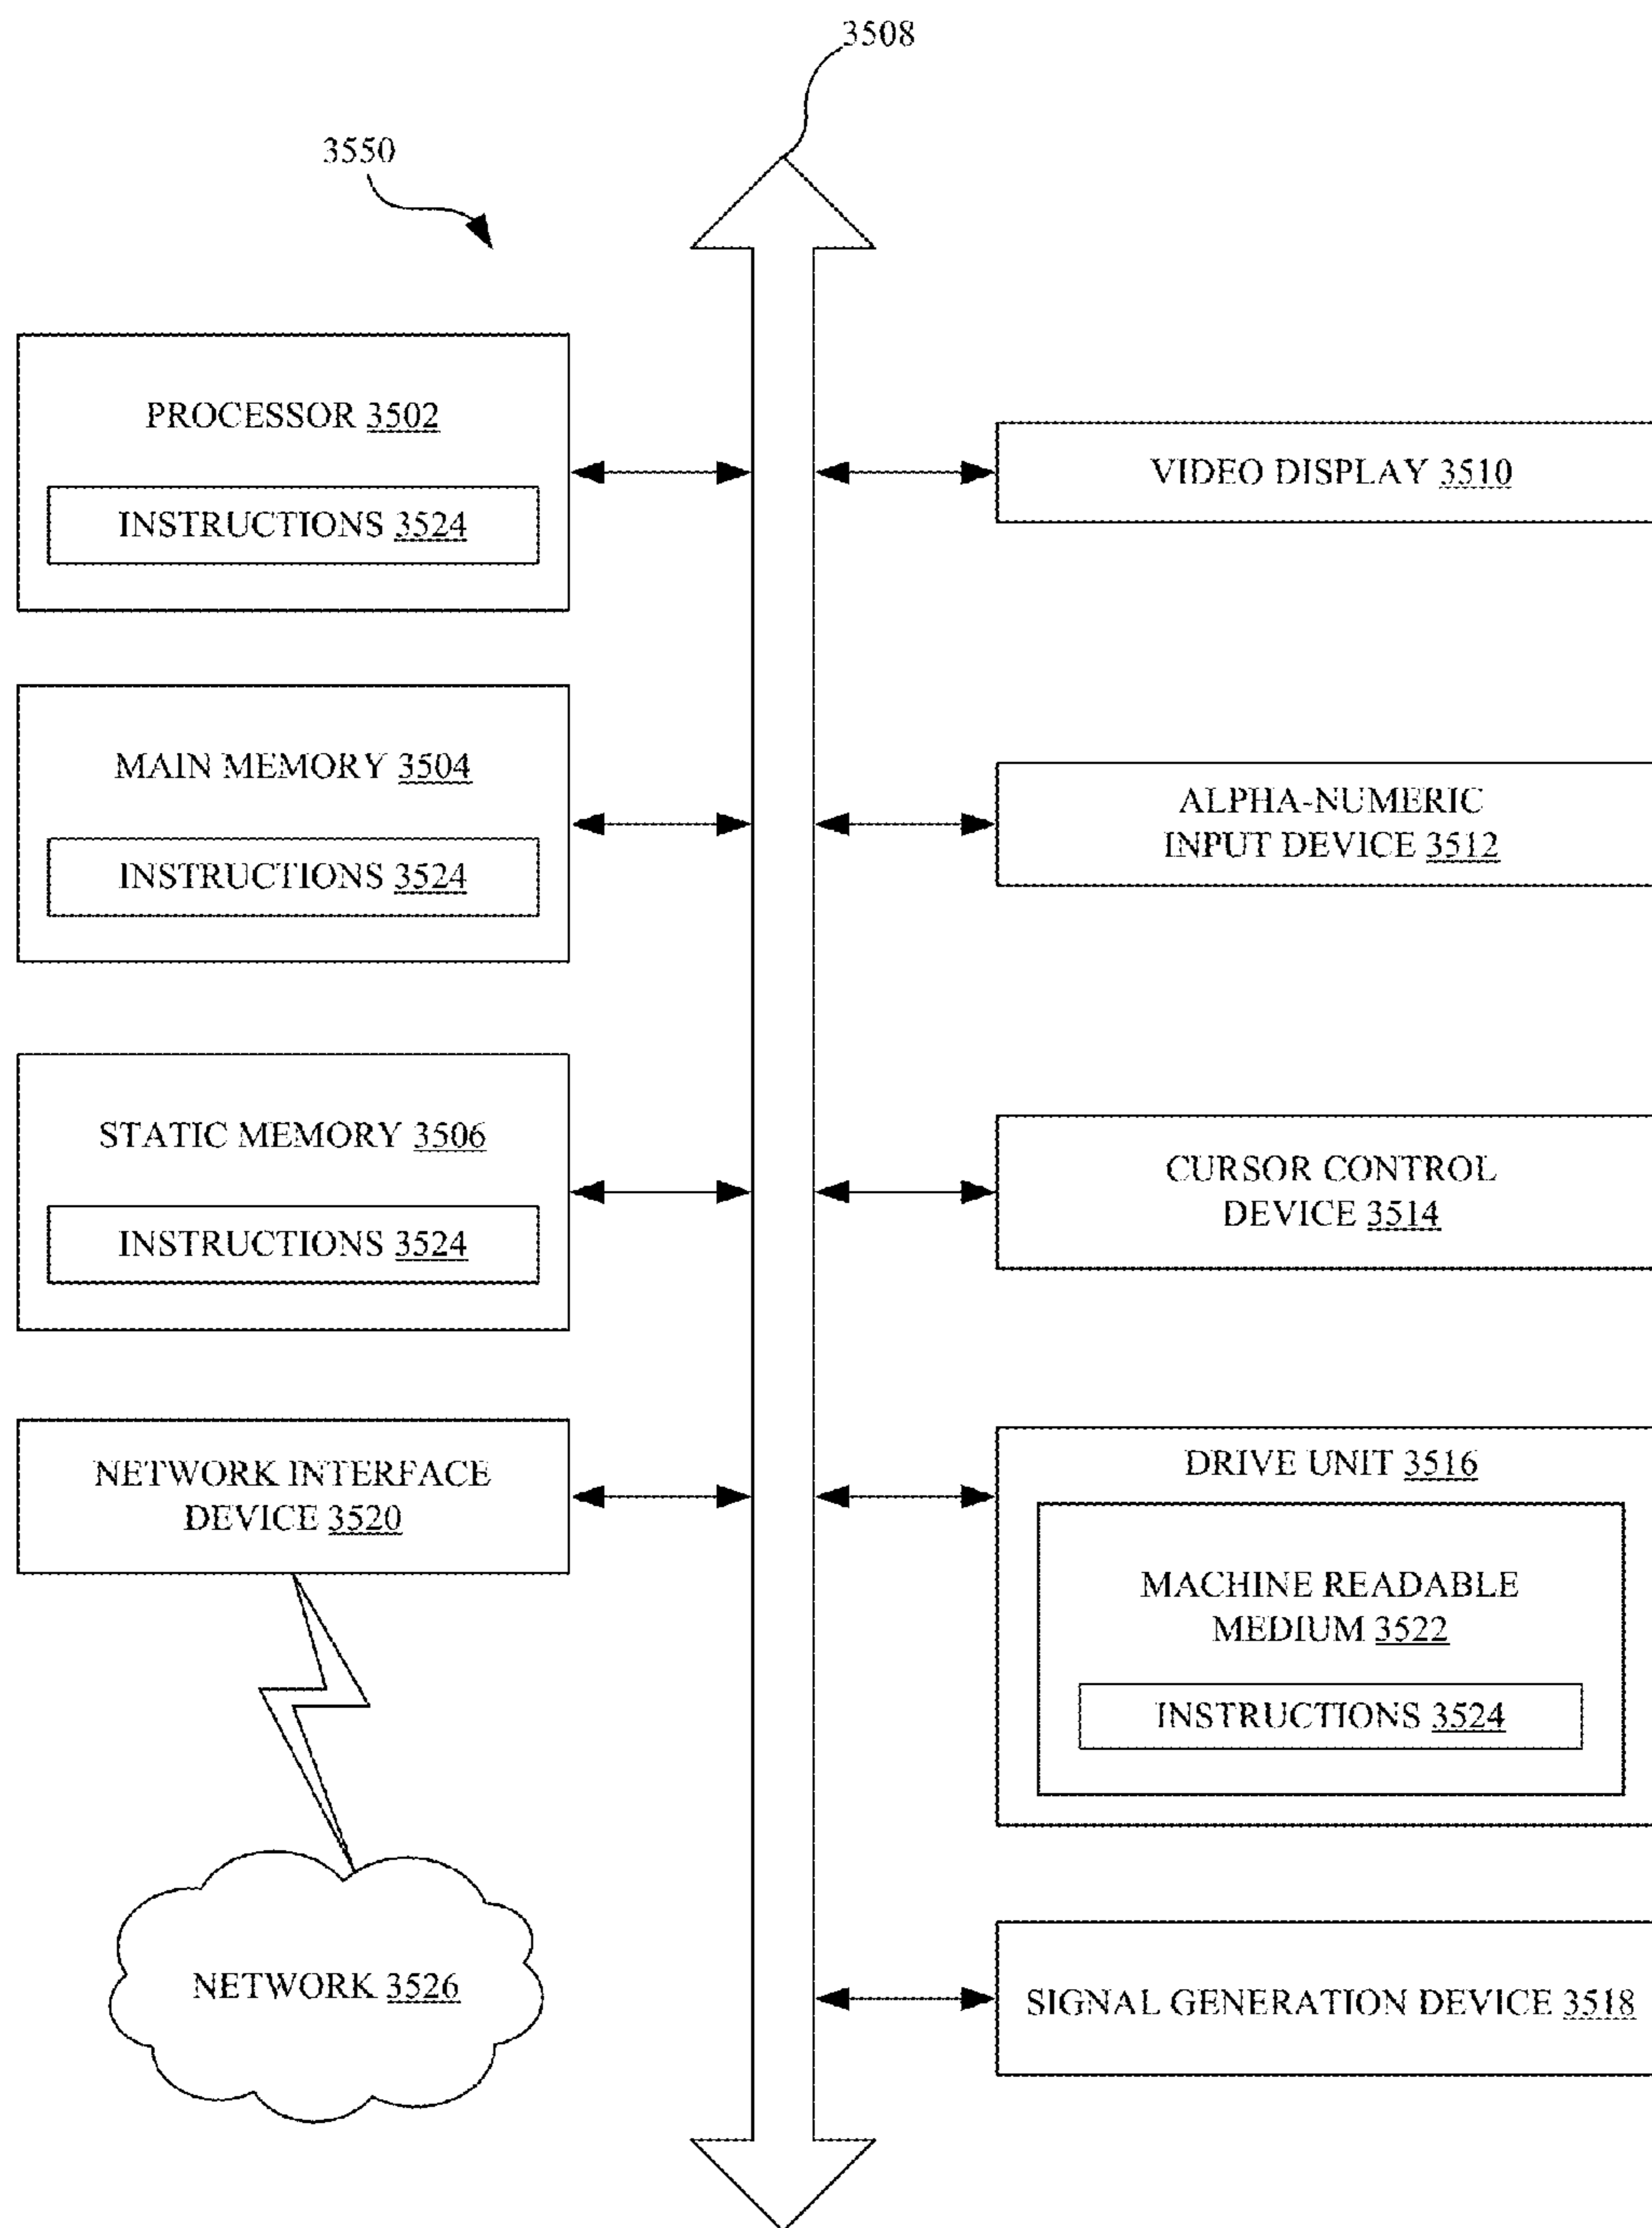 3508
3550
PROCESSOR 3502
INSTRUCTIONS 3524
MAIN MEMORY 3504
INSTRUCTIONS 3524
STATIC MEMORY 3506
INSTRUCTIONS 3524
NETWORK INTERFACE
DEVICE 3520
NETWORK 3526
VIDEO DISPLAY 3510
ALPHA-NUMERIC
INPUT DEVICE 3512
CURSOR CONTROL
DEVICE 3514
DRIVE UNIT 3516
MACHINE READABLE
MEDIUM 3522
INSTRUCTIONS 3524
SIGNAL GENERATION DEVICE 3518